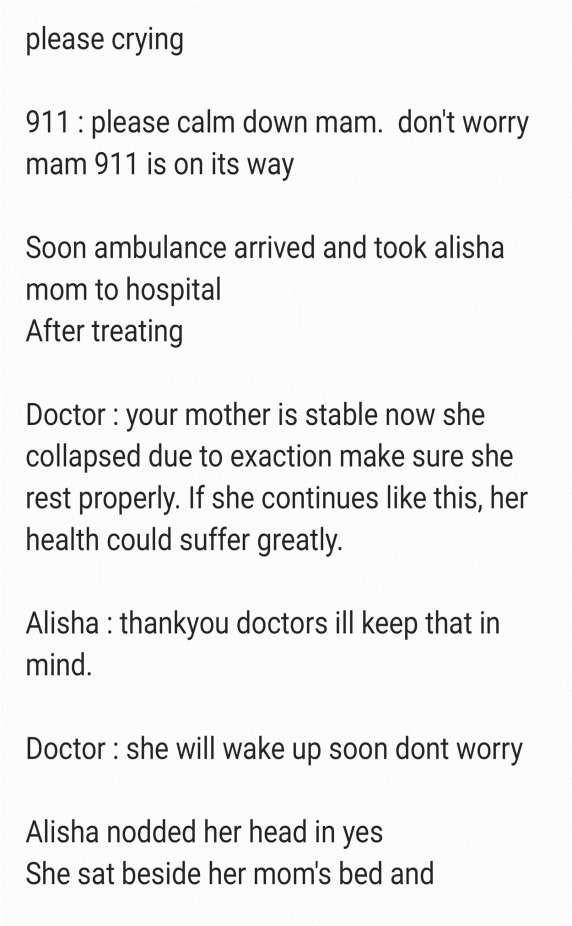 please crying
911 : please calm down mam.  don't worry
mam 911 is on its way
Soon ambulance arrived and took alisha
mom to hospital
After treating
Doctor : your mother is stable now she
collapsed due to exaction make sure she
rest properly. If she continues like this, her
health could suffer greatly.
Alisha : thankyou doctors ill keep that in
mind.
Doctor : she will wake up soon dont worry
Alisha nodded her head in yes
She sat beside her mom's bed and